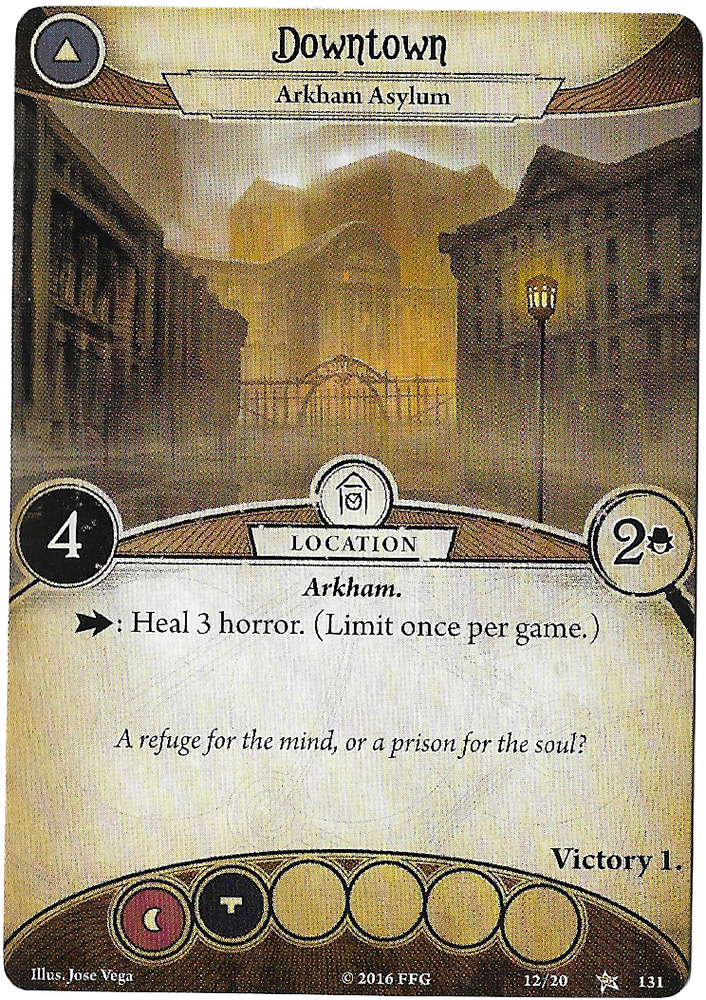 Downtown
Arkham Asylum
4
2
LOCATION
Arkham.
: Heal 3 horror. (Limit once per game.)
A refuge for the mind, or a prison for the soul?
Victory 1.
Illus. Jose Vega
© 2016 FFG
12/20
131